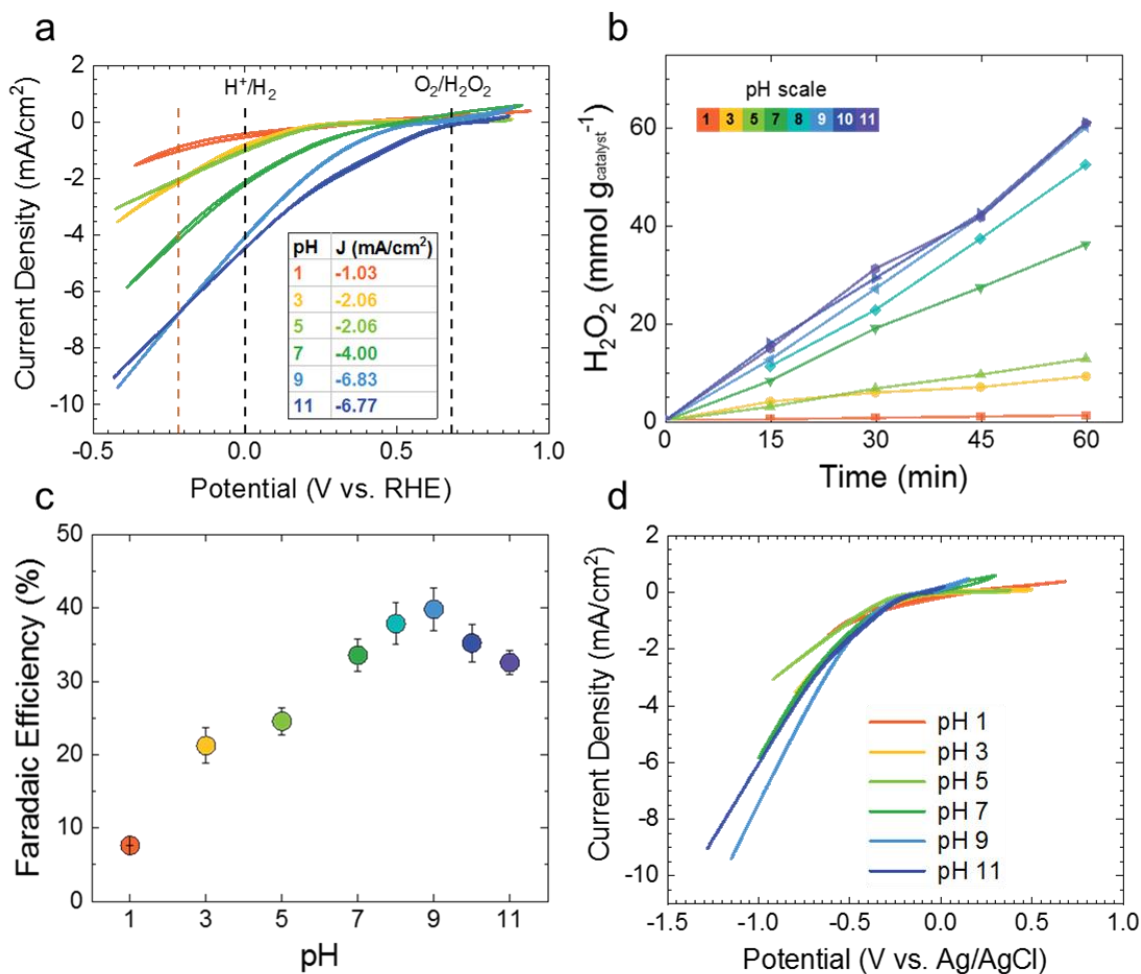 a
2
0
-2
-4
-6
-8
-10
Current Density (mA/cm²)
H⁺/H₂
O₂/H₂O₂
pH J (mA/cm²)
1 -1.03
3 -2.06
5 -2.06
7 -4.00
9 -6.83
11 -6.77
-0.5 0.0 0.5 1.0
Potential (V vs. RHE)
b
60
40
20
0
H₂O₂ (mmol gcatalyst⁻¹)
pH scale
1 3 5 7 8 9 10 11
0 15 30 45 60
Time (min)
c
50
40
30
20
10
0
Faradaic Efficiency (%)
1 3 5 7 9 11
pH
d
2
0
-2
-4
-6
-8
-10
Current Density (mA/cm²)
pH 1
pH 3
pH 5
pH 7
pH 9
pH 11
-1.5 -1.0 -0.5 0.0 0.5 1.0
Potential (V vs. Ag/AgCl)